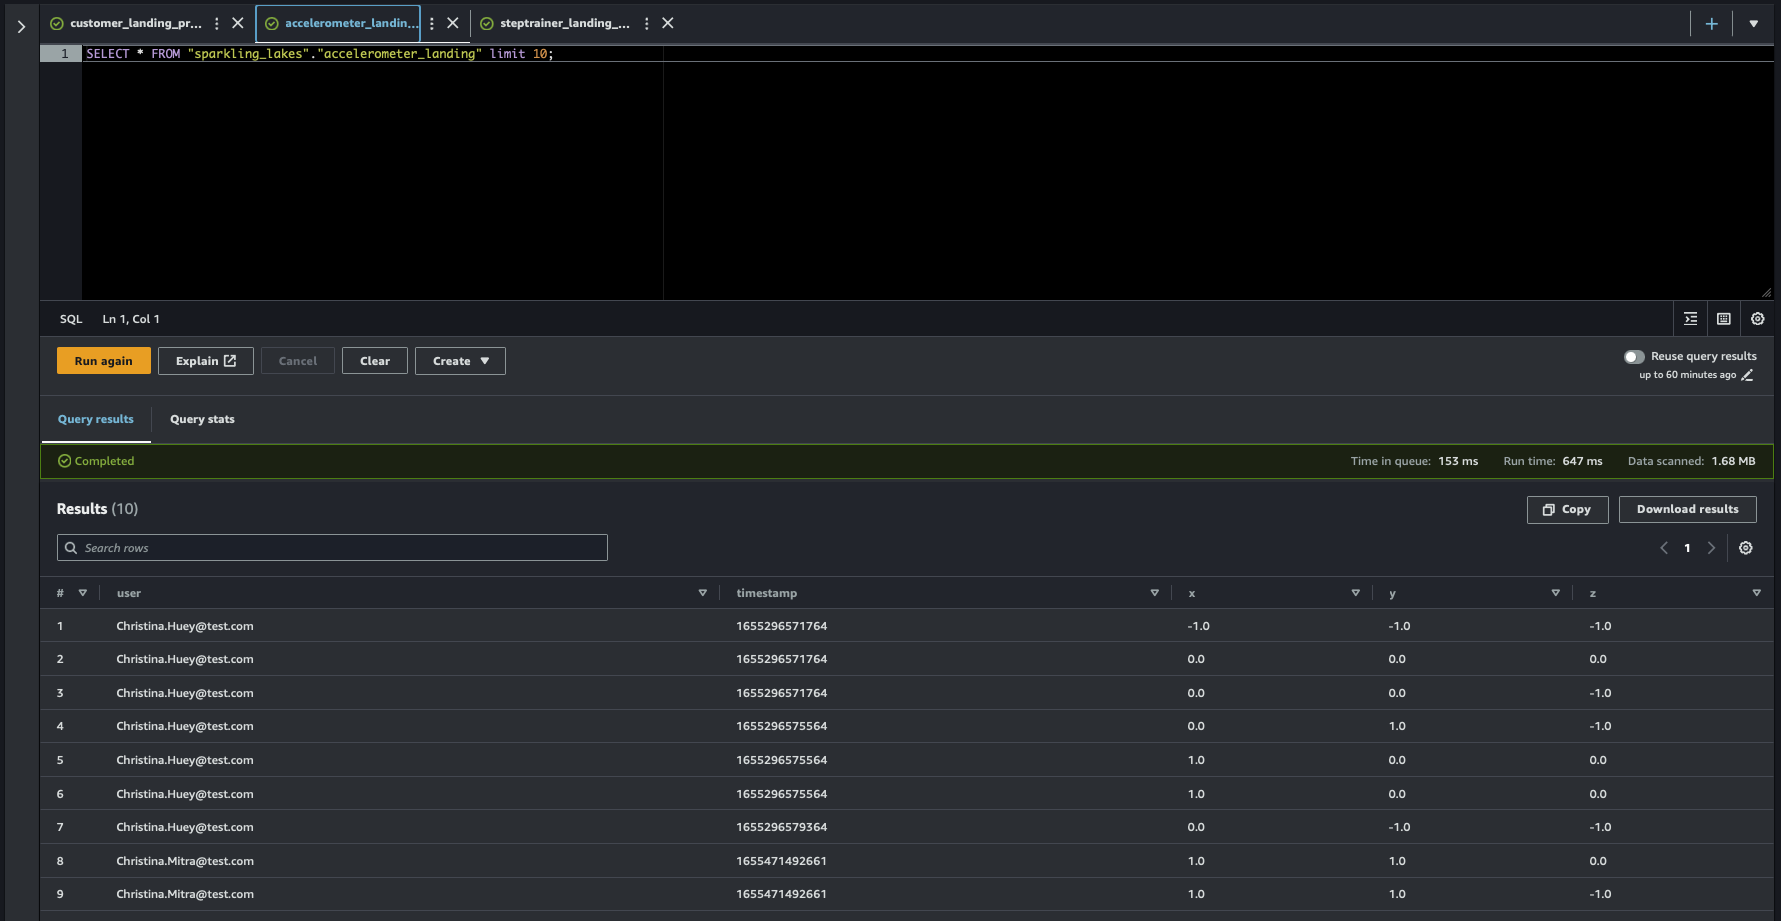 customer_landing_pr...
accelerometer_landin...
steptrainer_landing_...
1 SELECT * FROM "sparkling_lakes"."accelerometer_landing" limit 10;
SQL Ln 1, Col 1
Run again Explain Cancel Clear Create
Reuse query results
up to 60 minutes ago
Query results Query stats
Completed Time in queue: 153 ms Run time: 647 ms Data scanned: 1.68 MB
Results (10) Copy Download results
Search rows 1
# user timestamp x y z
1 Christina.Huey@test.com 1655296571764 -1.0 -1.0 -1.0
2 Christina.Huey@test.com 1655296571764 0.0 0.0 0.0
3 Christina.Huey@test.com 1655296571764 0.0 0.0 -1.0
4 Christina.Huey@test.com 1655296575564 0.0 1.0 -1.0
5 Christina.Huey@test.com 1655296575564 1.0 0.0 0.0
6 Christina.Huey@test.com 1655296575564 1.0 0.0 0.0
7 Christina.Huey@test.com 1655296579364 0.0 -1.0 -1.0
8 Christina.Mitra@test.com 1655471492661 1.0 1.0 0.0
9 Christina.Mitra@test.com 1655471492661 1.0 1.0 -1.0